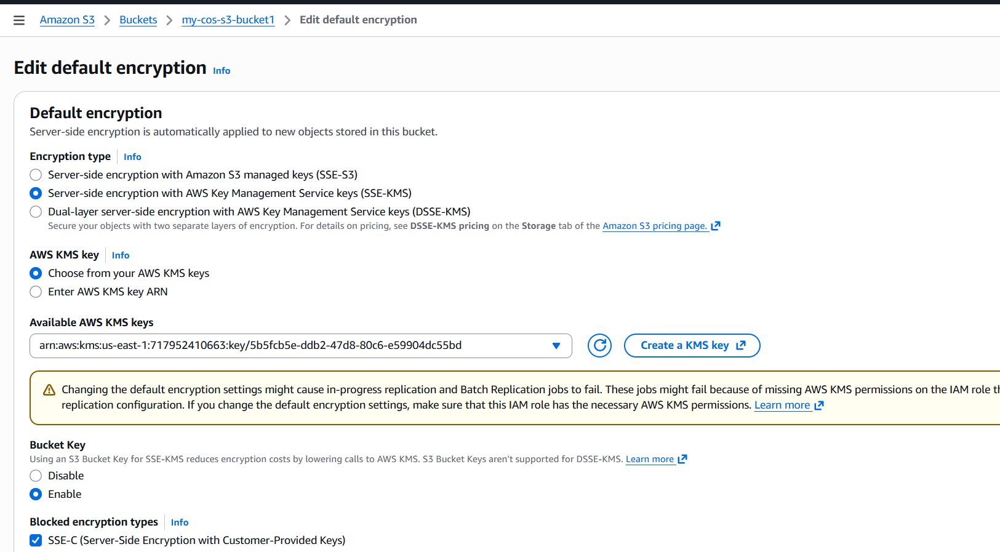 Amazon S3 > Buckets > my-cos-s3-bucket1 > Edit default encryption
Edit default encryption Info
Default encryption
Server-side encryption is automatically applied to new objects stored in this bucket.
Encryption type Info
Server-side encryption with Amazon S3 managed keys (SSE-S3)
Server-side encryption with AWS Key Management Service keys (SSE-KMS)
Dual-layer server-side encryption with AWS Key Management Service keys (DSSE-KMS)
Secure your objects with two separate layers of encryption. For details on pricing, see DSSE-KMS pricing on the Storage tab of the Amazon S3 pricing page.
AWS KMS key Info
Choose from your AWS KMS keys
Enter AWS KMS key ARN
Available AWS KMS keys
arn:aws:kms:us-east-1:717952410663:key/5b5fcb5e-ddb2-47d8-80c6-e59904dc55bd Create a KMS key
Changing the default encryption settings might cause in-progress replication and Batch Replication jobs to fail. These jobs might fail because of missing AWS KMS permissions on the IAM role
replication configuration. If you change the default encryption settings, make sure that this IAM role has the necessary AWS KMS permissions. Learn more
Bucket Key
Using an S3 Bucket Key for SSE-KMS reduces encryption costs by lowering calls to AWS KMS. S3 Bucket Keys aren't supported for DSSE-KMS. Learn more
Disable
Enable
Blocked encryption types Info
SSE-C (Server-Side Encryption with Customer-Provided Keys)